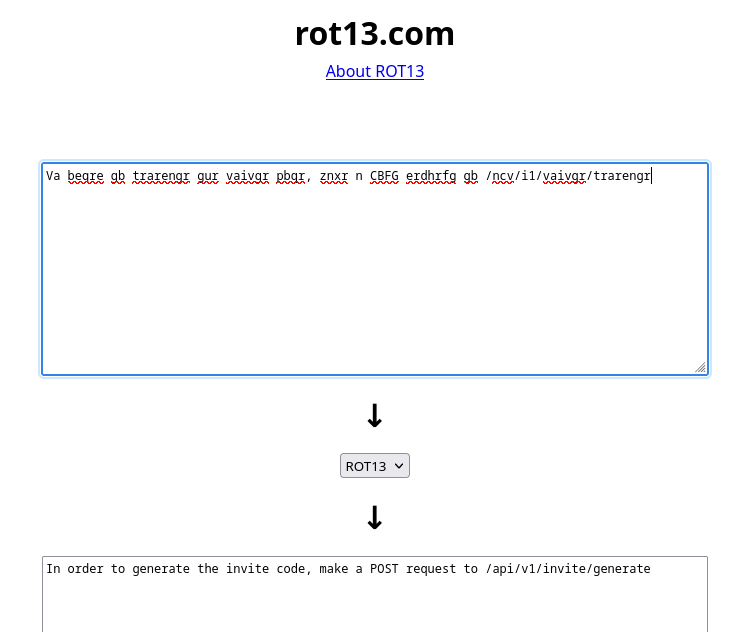 rot13.com
About ROT13
Va beqre gb trarengr gur vaivgr pbqr, znxr n CBFG erdhrfg gb /ncv/i1/vaivgr/trarengr
↓
ROT13
↓
In order to generate the invite code, make a POST request to /api/v1/invite/generate